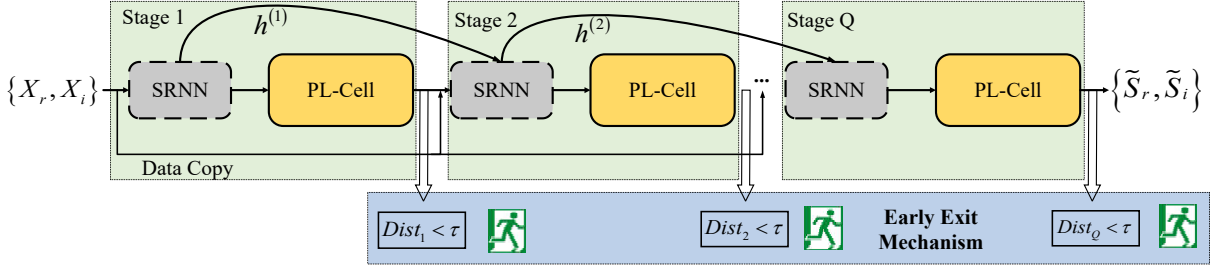 Stage 1
h^{(1)}
Stage 2
h^{(2)}
Stage Q
{X_r, X_i}
SRNN
PL-Cell
SRNN
PL-Cell
...
SRNN
PL-Cell
{S̃_r, S̃_i}
Data Copy
Dist_1 < τ
Dist_2 < τ
Early Exit
Mechanism
Dist_Q < τ